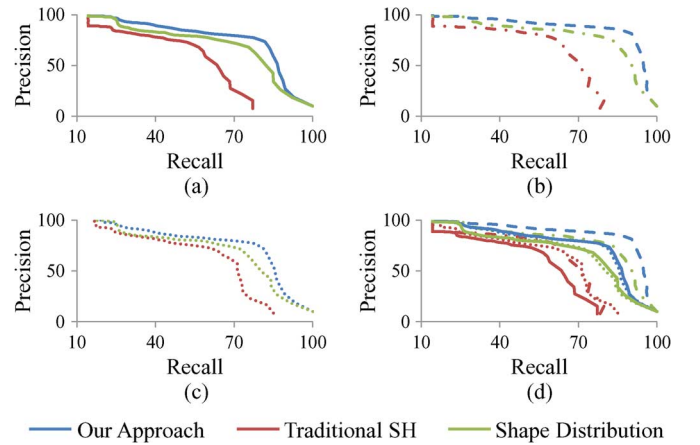 100
50
0
Precision
10 40 70 100
Recall
(a)
100
50
0
Precision
10 40 70 100
Recall
(b)
100
50
0
Precision
10 40 70 100
Recall
(c)
100
50
0
Precision
10 40 70 100
Recall
(d)
Our Approach Traditional SH Shape Distribution